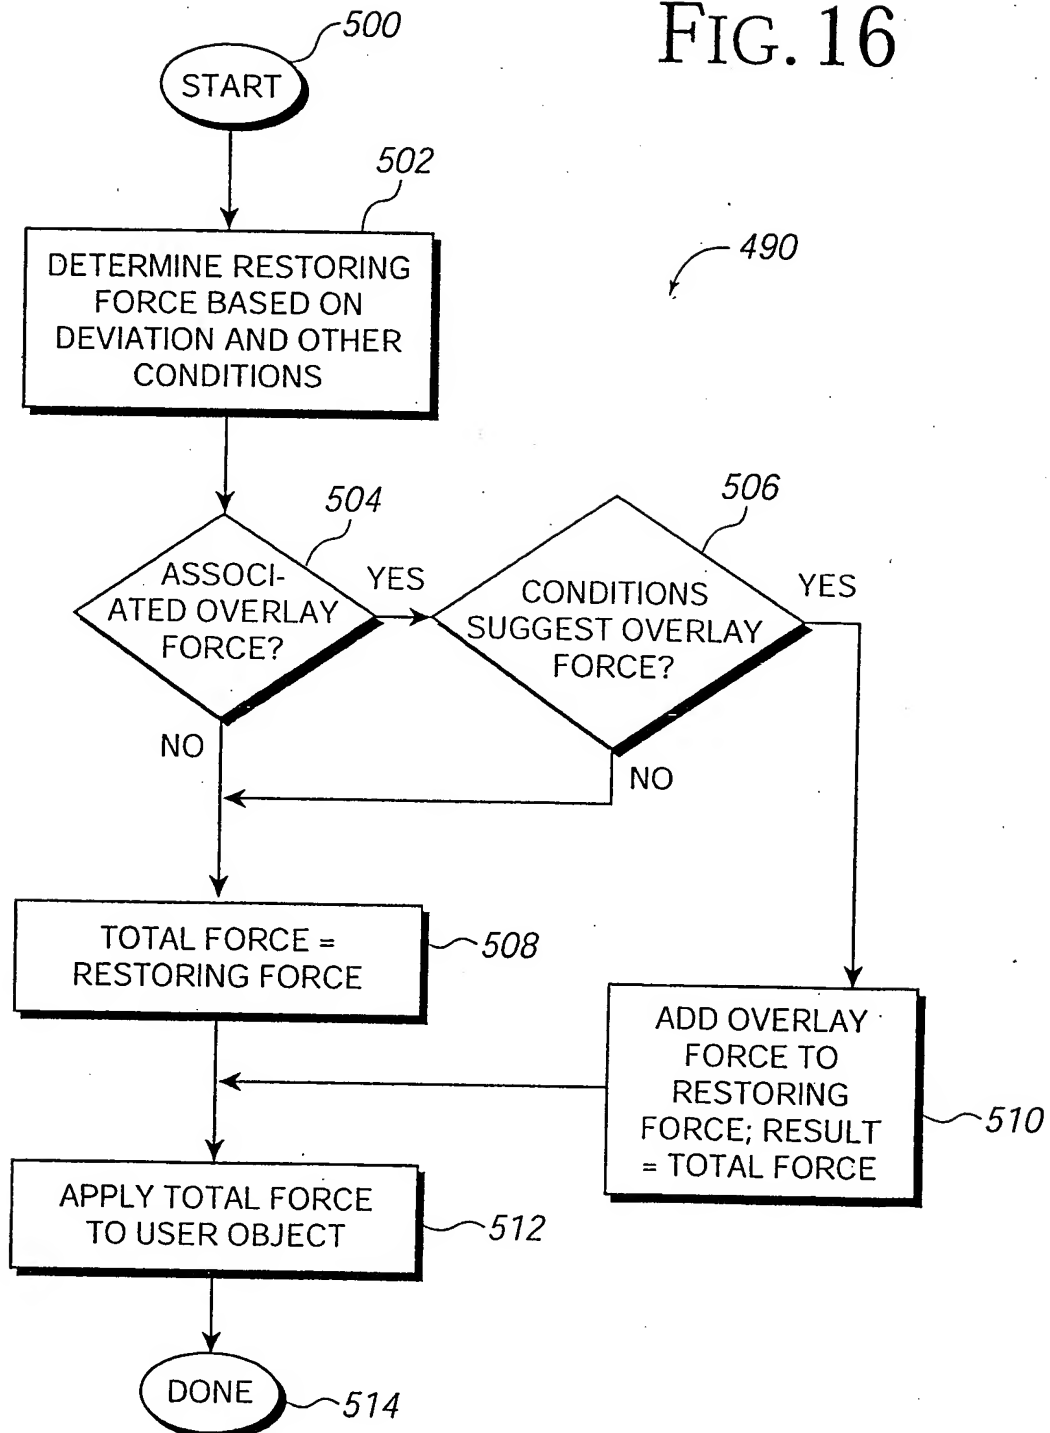 FIG. 16
500
START
502
DETERMINE RESTORING
FORCE BASED ON
DEVIATION AND OTHER
CONDITIONS
490
504
ASSOCI-
ATED OVERLAY
FORCE?
YES
506
CONDITIONS
SUGGEST OVERLAY
FORCE?
YES
NO
NO
TOTAL FORCE =
RESTORING FORCE
508
ADD OVERLAY
FORCE TO
RESTORING
FORCE; RESULT
= TOTAL FORCE
510
APPLY TOTAL FORCE
TO USER OBJECT
512
DONE
514